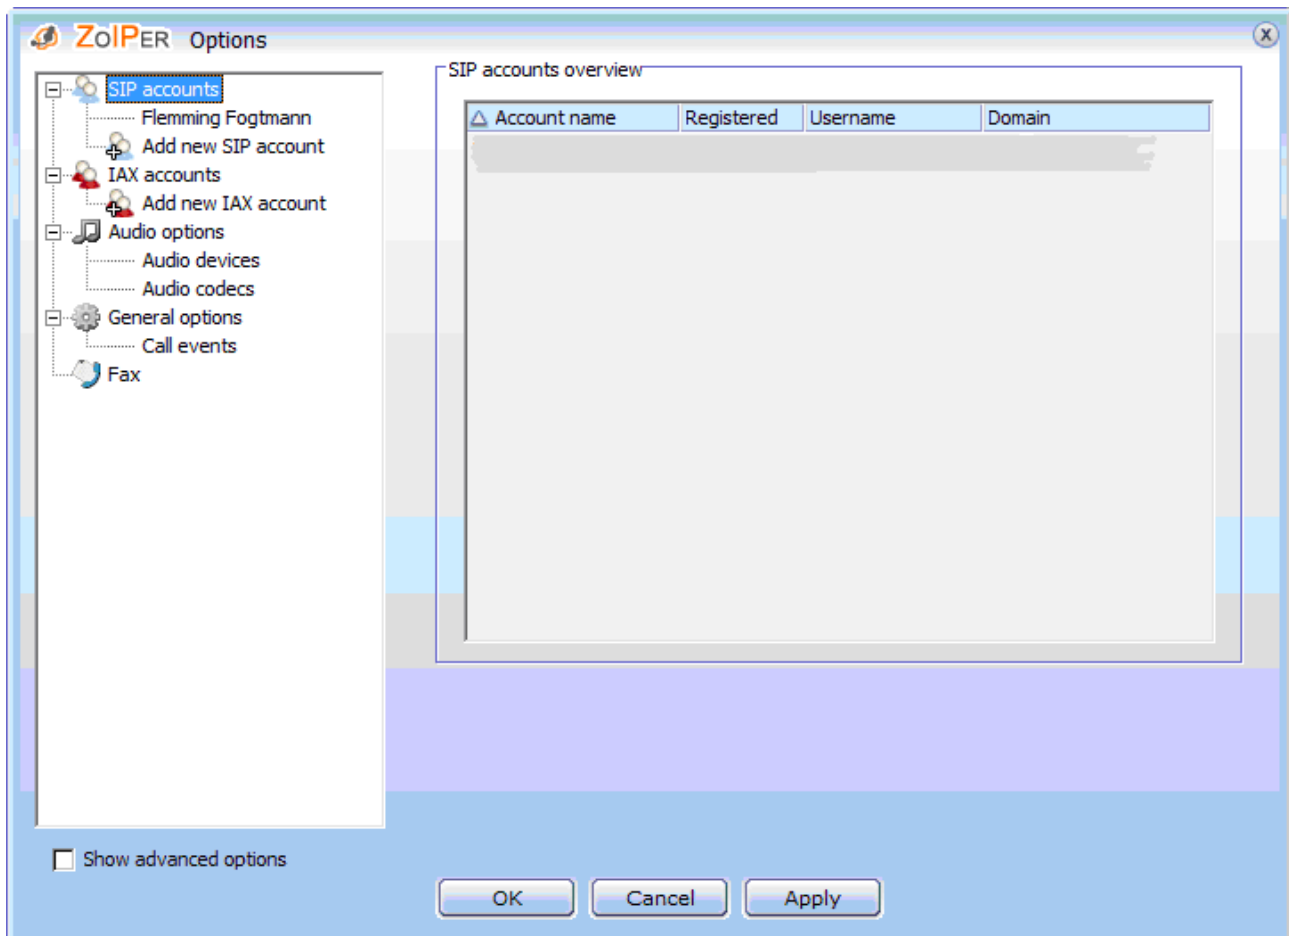 ZOIPER Options
SIP accounts
Flemming Fogtmann
Add new SIP account
IAX accounts
Add new IAX account
Audio options
Audio devices
Audio codecs
General options
Call events
Fax
Show advanced options
SIP accounts overview
Account name Registered Username Domain
OK Cancel Apply